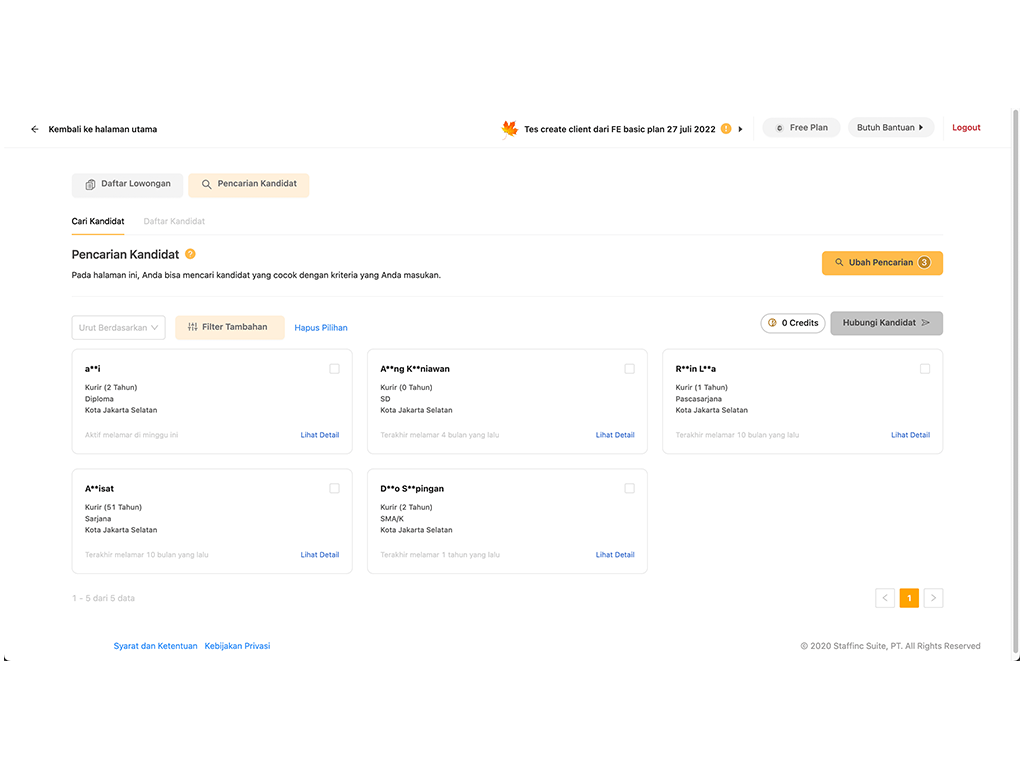 Kembali ke halaman utama
Tes create client dari FE basic plan 27 juli 2022
Free Plan
Butuh Bantuan
Logout
Daftar Lowongan
Pencarian Kandidat
Cari Kandidat
Daftar Kandidat
Pencarian Kandidat ?
Pada halaman ini, Anda bisa mencari kandidat yang cocok dengan kriteria yang Anda masukan.
Ubah Pencarian 3
Urut Berdasarkan
Filter Tambahan
Hapus Pilihan
0 Credits
Hubungi Kandidat
a**i
Kurir (2 Tahun)
Diploma
Kota Jakarta Selatan
Aktif melamar di minggu ini
Lihat Detail
A**ng K**niawan
Kurir (0 Tahun)
SD
Kota Jakarta Selatan
Terakhir melamar 4 bulan yang lalu
Lihat Detail
R**in L**a
Kurir (1 Tahun)
Pascasarjana
Kota Jakarta Selatan
Terakhir melamar 10 bulan yang lalu
Lihat Detail
A**isat
Kurir (51 Tahun)
Sarjana
Kota Jakarta Selatan
Terakhir melamar 10 bulan yang lalu
Lihat Detail
D**o S**pingan
Kurir (2 Tahun)
SMA/K
Kota Jakarta Selatan
Terakhir melamar 1 tahun yang lalu
Lihat Detail
1 - 5 dari 5 data
< 1 >
Syarat dan Ketentuan
Kebijakan Privasi
© 2020 Staffinc Suite, PT. All Rights Reserved